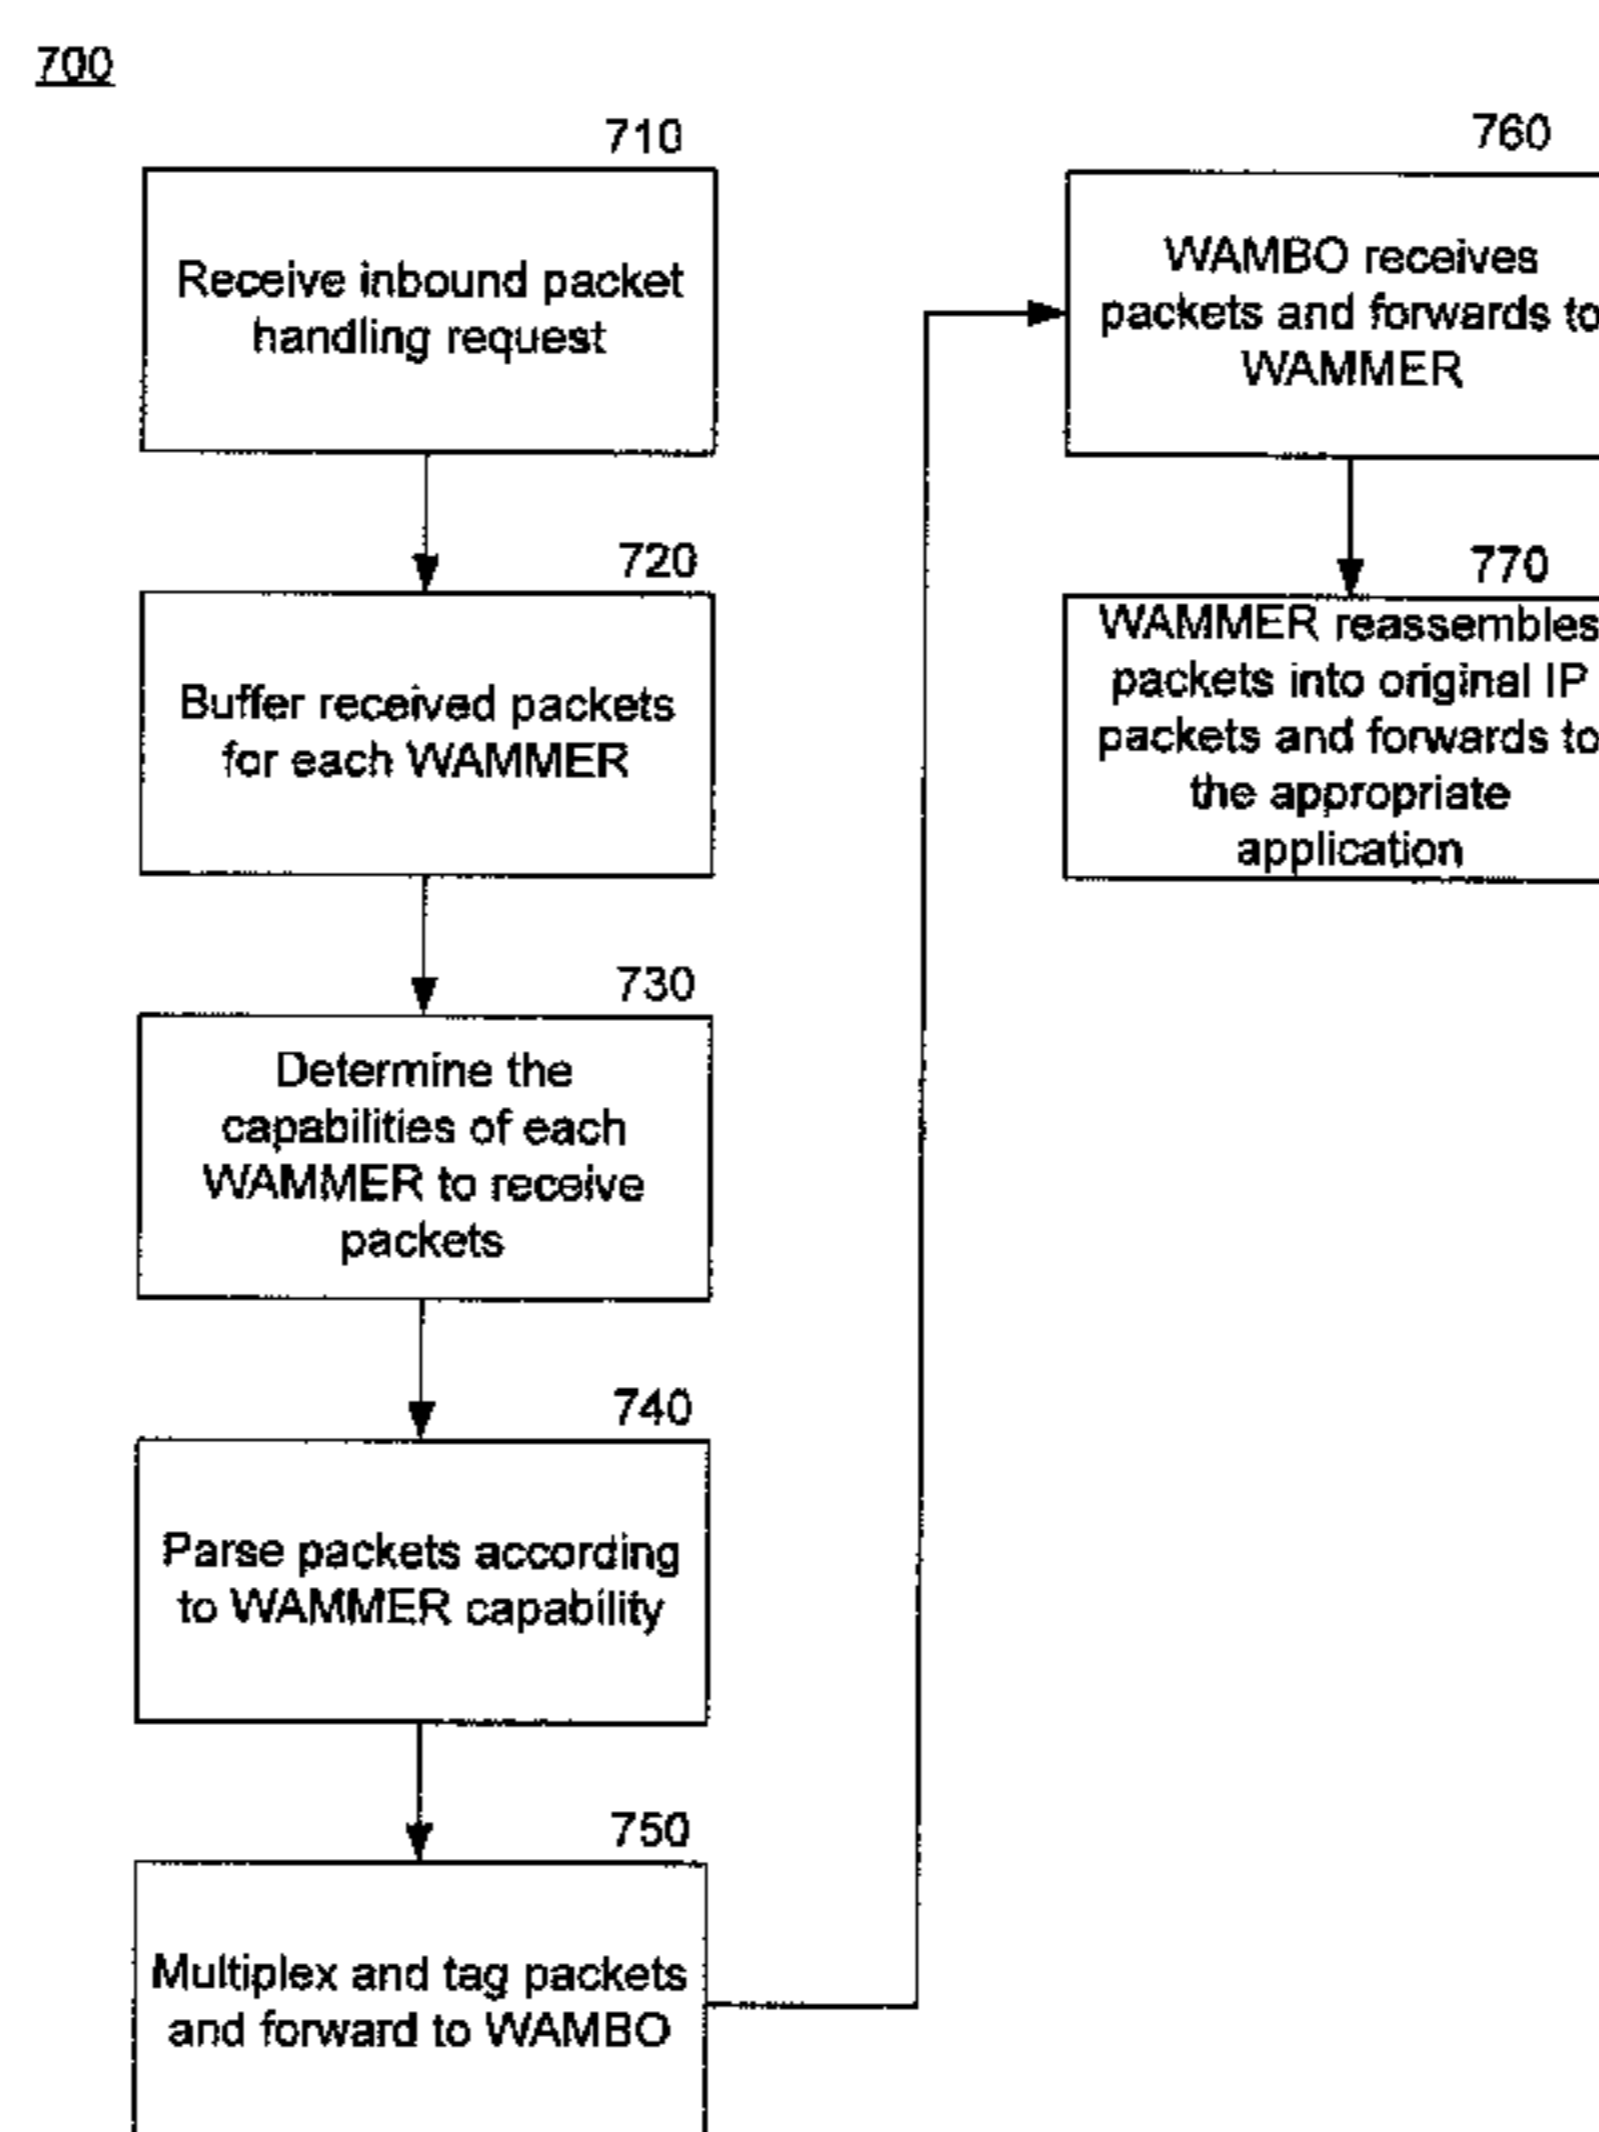 700
710
Receive inbound packet
handling request
720
Buffer received packets
for each WAMMER
730
Determine the
capabilities of each
WAMMER to receive
packets
740
Parse packets according
to WAMMER capability
750
Multiplex and tag packets
and forward to WAMBO
760
WAMBO receives
packets and forwards to
WAMMER
770
WAMMER reassembles
packets into original IP
packets and forwards to
the appropriate
application